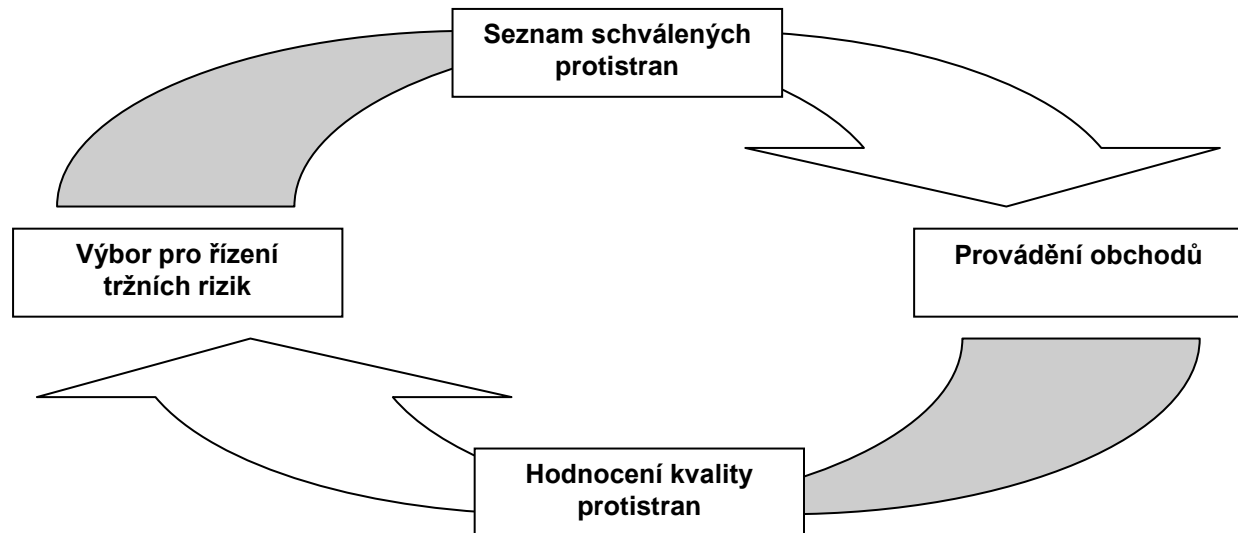 Seznam schválených
protistran
Výbor pro řízení
tržních rizik
Provádění obchodů
Hodnocení kvality
protistran